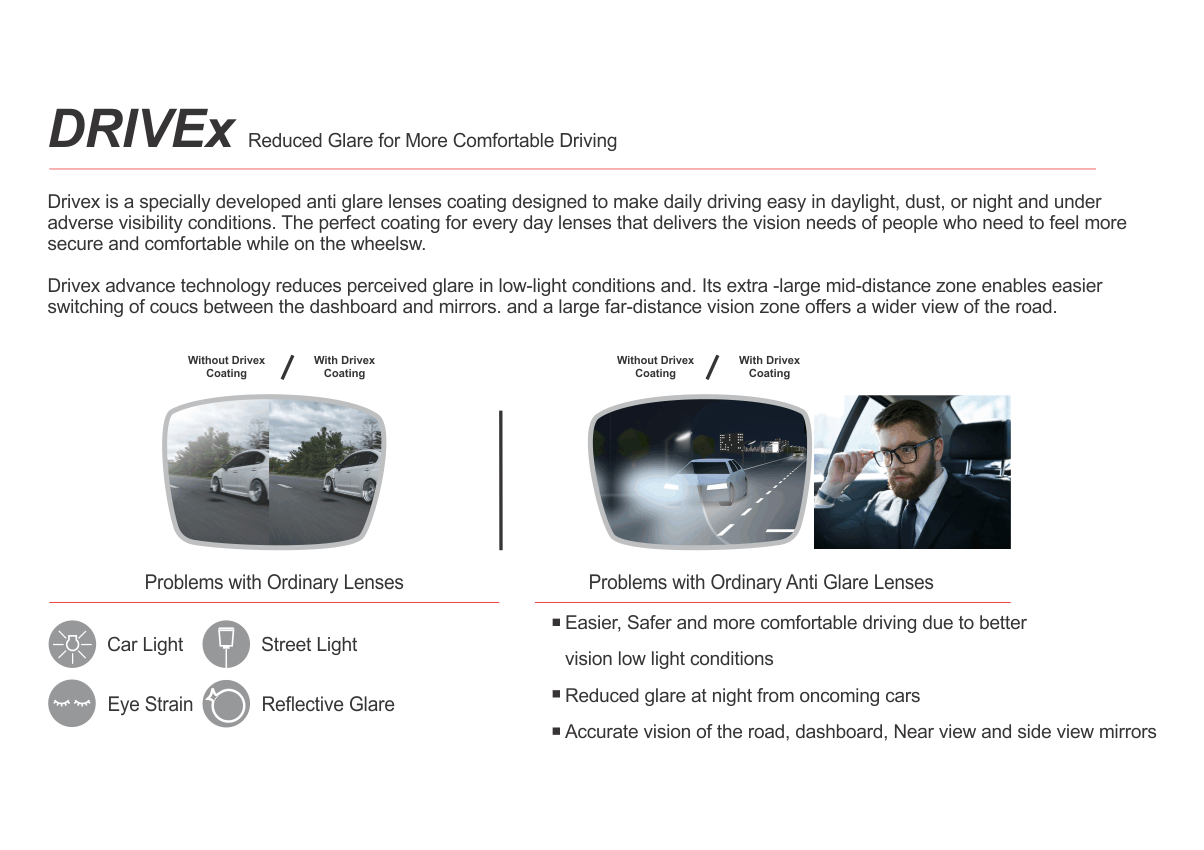 DRIVEx Reduced Glare for More Comfortable Driving
Drivex is a specially developed anti glare lenses coating designed to make daily driving easy in daylight, dust, or night and under
adverse visibility conditions. The perfect coating for every day lenses that delivers the vision needs of people who need to feel more
secure and comfortable while on the wheelsw.
Drivex advance technology reduces perceived glare in low-light conditions and. Its extra -large mid-distance zone enables easier
switching of coucs between the dashboard and mirrors. and a large far-distance vision zone offers a wider view of the road.
Without Drivex
Coating
/
With Drivex
Coating
Without Drivex
Coating
/
With Drivex
Coating
Problems with Ordinary Lenses
Car Light
Street Light
Eye Strain
Reflective Glare
Problems with Ordinary Anti Glare Lenses
▪ Easier, Safer and more comfortable driving due to better
vision low light conditions
▪ Reduced glare at night from oncoming cars
▪ Accurate vision of the road, dashboard, Near view and side view mirrors